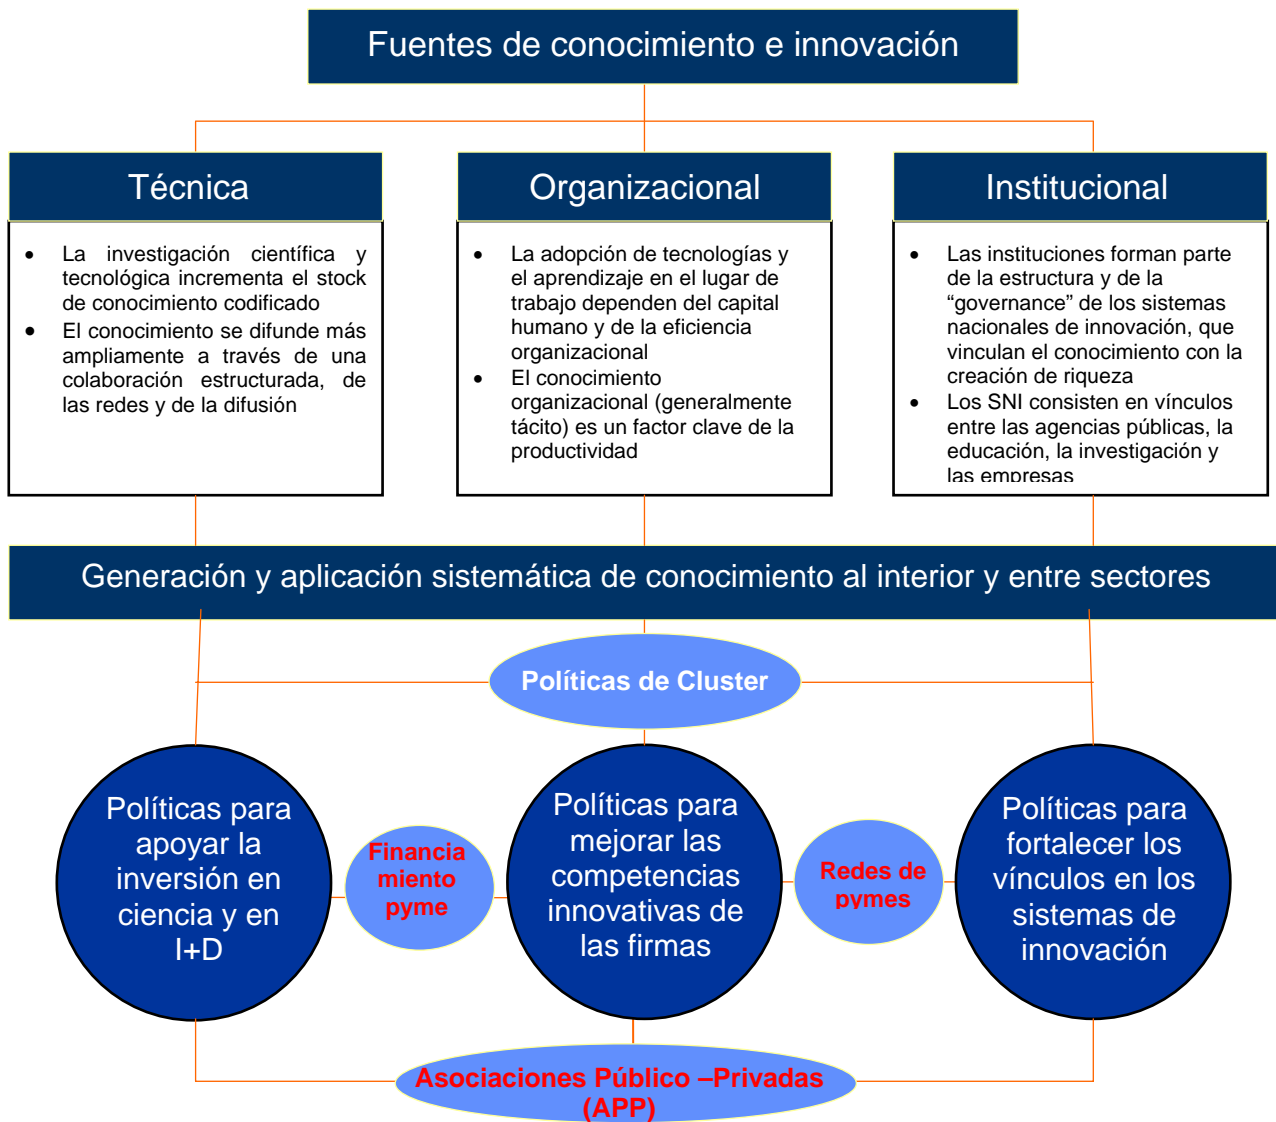 Fuentes de conocimiento e innovación
Técnica
La investigación científica y
tecnológica incrementa el stock
de conocimiento codificado
El conocimiento se difunde más
ampliamente a través de una
colaboración estructurada, de
las redes y de la difusión
Organizacional
La adopción de tecnologías y
el aprendizaje en el lugar de
trabajo dependen del capital
humano y de la eficiencia
organizacional
El conocimiento
organizacional (generalmente
tácito) es un factor clave de la
productividad
Institucional
Las instituciones forman parte
de la estructura y de la
“governance” de los sistemas
nacionales de innovación, que
vinculan el conocimiento con la
creación de riqueza
Los SNI consisten en vínculos
entre las agencias públicas, la
educación, la investigación y
las empresas
Generación y aplicación sistemática de conocimiento al interior y entre sectores
Políticas de Cluster
Políticas para
apoyar la
inversión en
ciencia y en
I+D
Financia
miento
pyme
Políticas para
mejorar las
competencias
innovativas de
las firmas
Redes de
pymes
Políticas para
fortalecer los
vínculos en los
sistemas de
innovación
Asociaciones Público –Privadas
(APP)